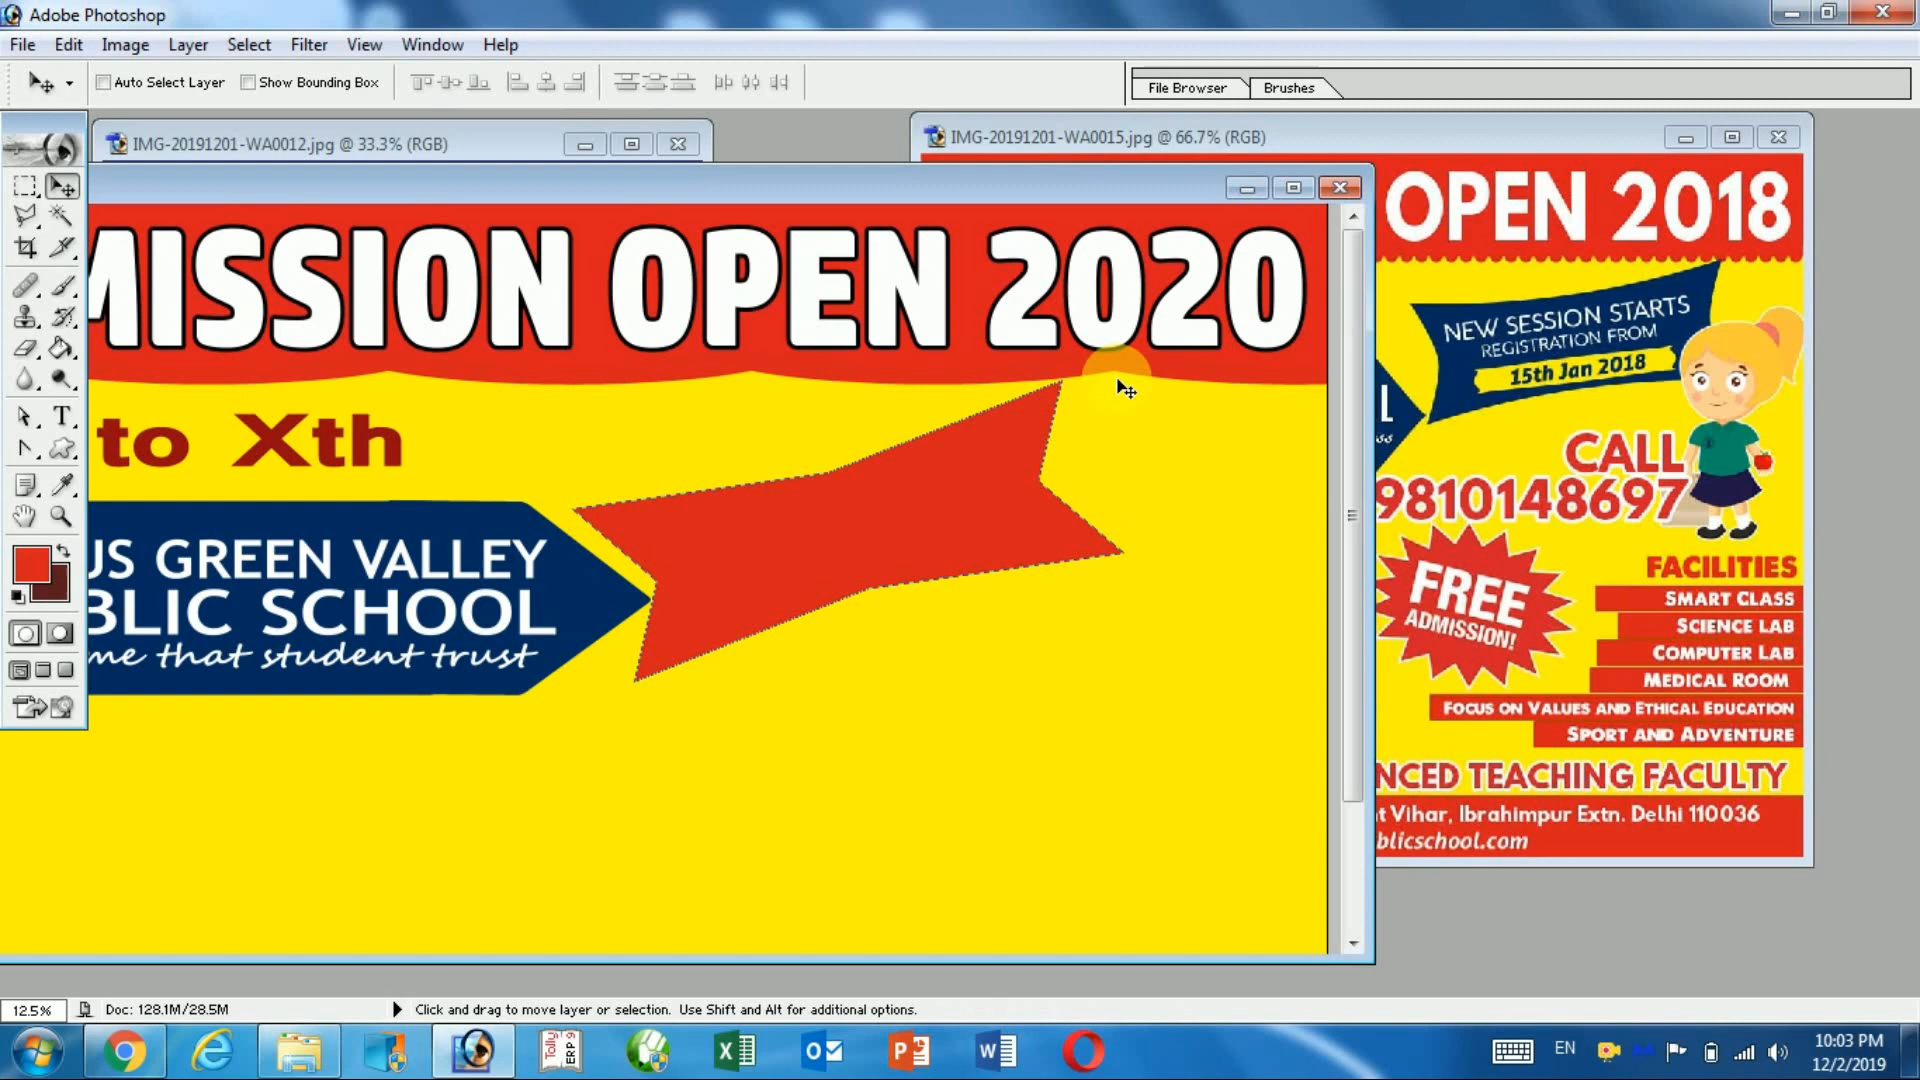 Adobe Photoshop
File Edit Image Layer Select Filter View Window Help
Auto Select Layer Show Bounding Box
File Browser Brushes
IMG-20191201-WA0012.jpg @ 33.3% (RGB)
IMG-20191201-WA0015.jpg @ 66.7% (RGB)
MISSION OPEN 2020
to Xth
US GREEN VALLEY
BLIC SCHOOL
me that student trust
OPEN 2018
NEW SESSION STARTS
REGISTRATION FROM
15th Jan 2018
L
CALL
9810148697
FREE
ADMISSION!
FACILITIES
SMART CLASS
SCIENCE LAB
COMPUTER LAB
MEDICAL ROOM
FOCUS ON VALUES AND ETHICAL EDUCATION
SPORT AND ADVENTURE
NCED TEACHING FACULTY
t Vihar, Ibrahimpur Extn. Delhi 110036
blicschool.com
12.5% Doc: 128.1M/28.5M Click and drag to move layer or selection. Use Shift and Alt for additional options.
Tally ERP 9
EN
10:03 PM
12/2/2019